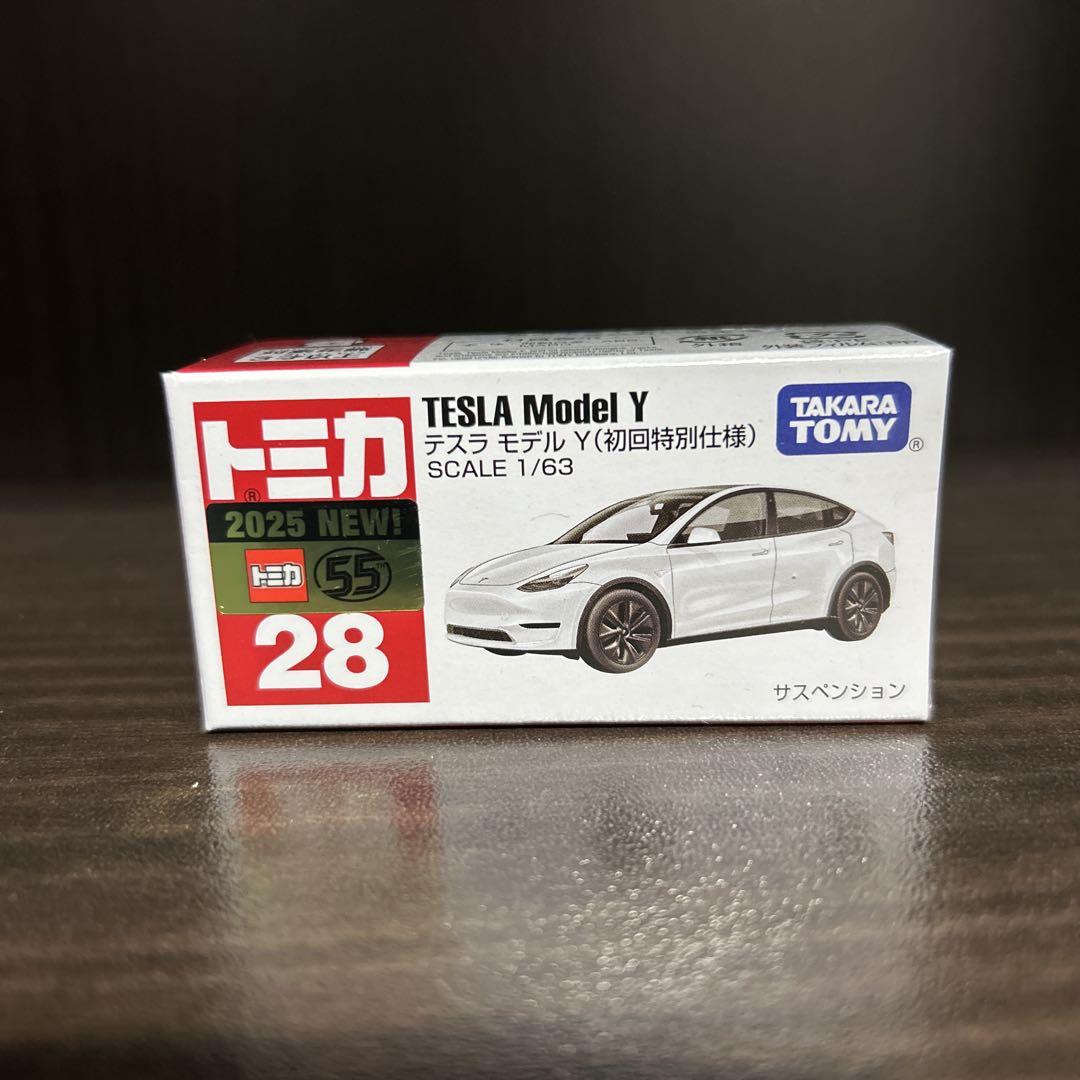 トミカ
®
2025 NEW!
トミカ 55TH
28
TESLA Model Y
テスラ モデル Y(初回特別仕様)
SCALE 1/63
TAKARA
TOMY
®
サスペンション